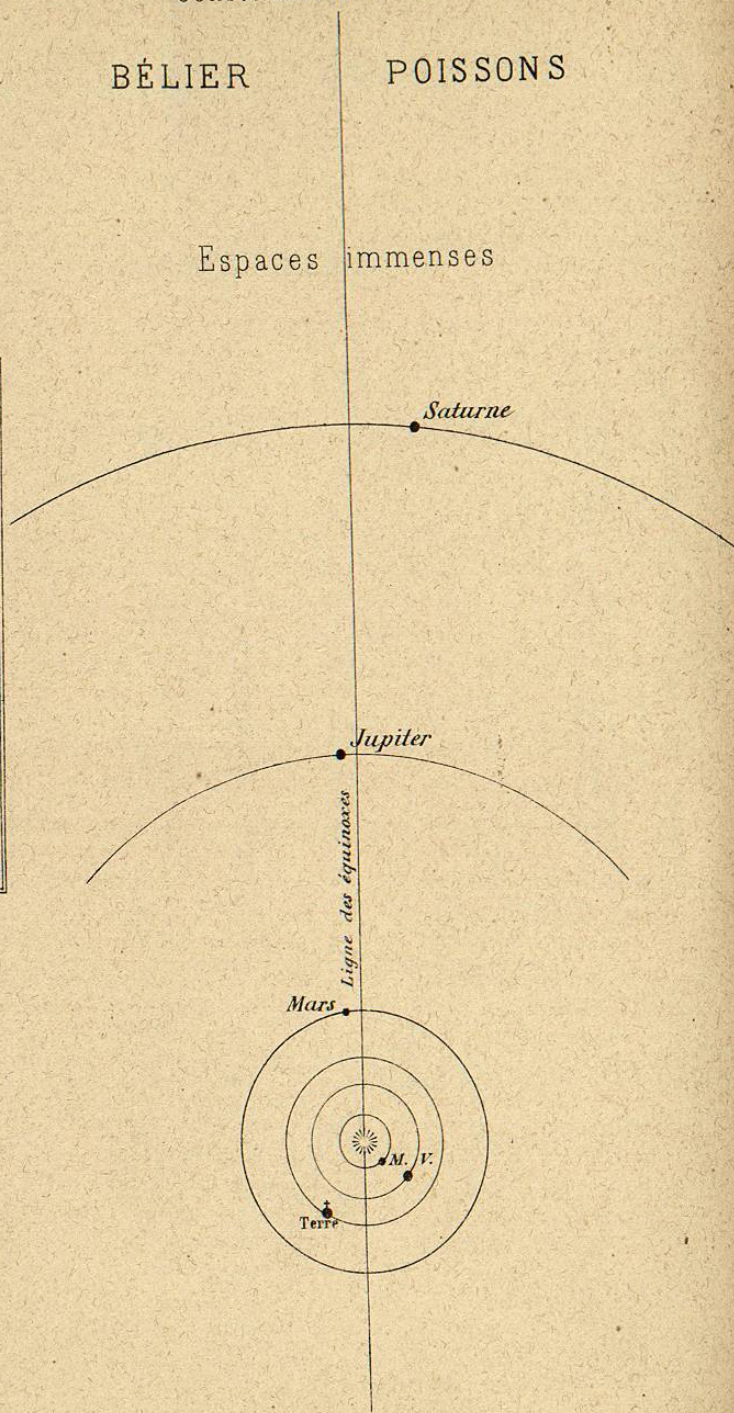 BÉLIER POISSONS
Espaces immenses
Saturne
Jupiter
Ligne des équinoxes
Mars
M. V.
Terre